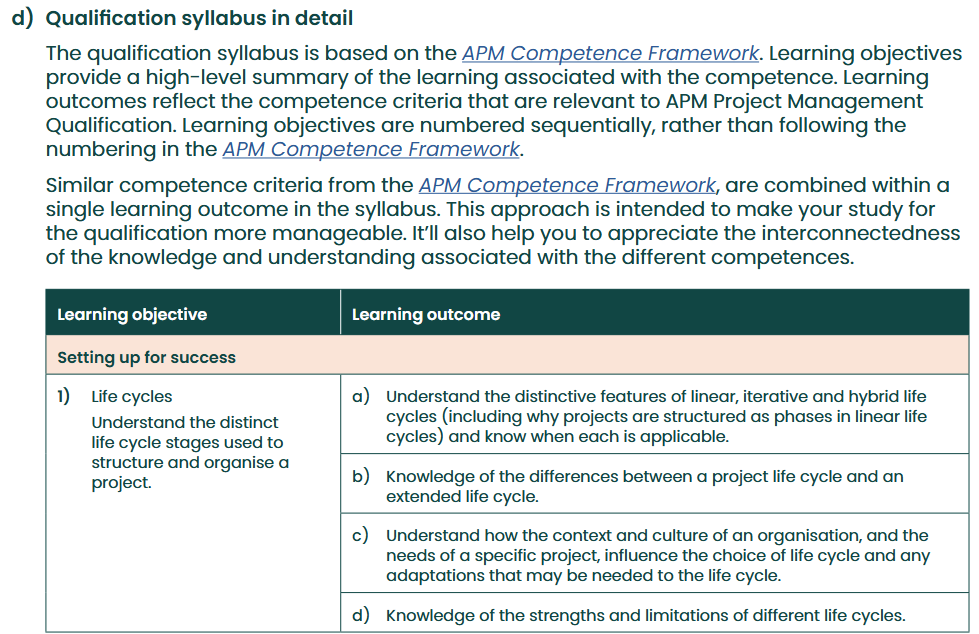 d) Qualification syllabus in detail
The qualification syllabus is based on the APM Competence Framework. Learning objectives
provide a high-level summary of the learning associated with the competence. Learning
outcomes reflect the competence criteria that are relevant to APM Project Management
Qualification. Learning objectives are numbered sequentially, rather than following the
numbering in the APM Competence Framework.
Similar competence criteria from the APM Competence Framework, are combined within a
single learning outcome in the syllabus. This approach is intended to make your study for
the qualification more manageable. It’ll also help you to appreciate the interconnectedness
of the knowledge and understanding associated with the different competences.
Learning objective
Learning outcome
Setting up for success
1) Life cycles
Understand the distinct
life cycle stages used to
structure and organise a
project.
a) Understand the distinctive features of linear, iterative and hybrid life
cycles (including why projects are structured as phases in linear life
cycles) and know when each is applicable.
b) Knowledge of the differences between a project life cycle and an
extended life cycle.
c) Understand how the context and culture of an organisation, and the
needs of a specific project, influence the choice of life cycle and any
adaptations that may be needed to the life cycle.
d) Knowledge of the strengths and limitations of different life cycles.